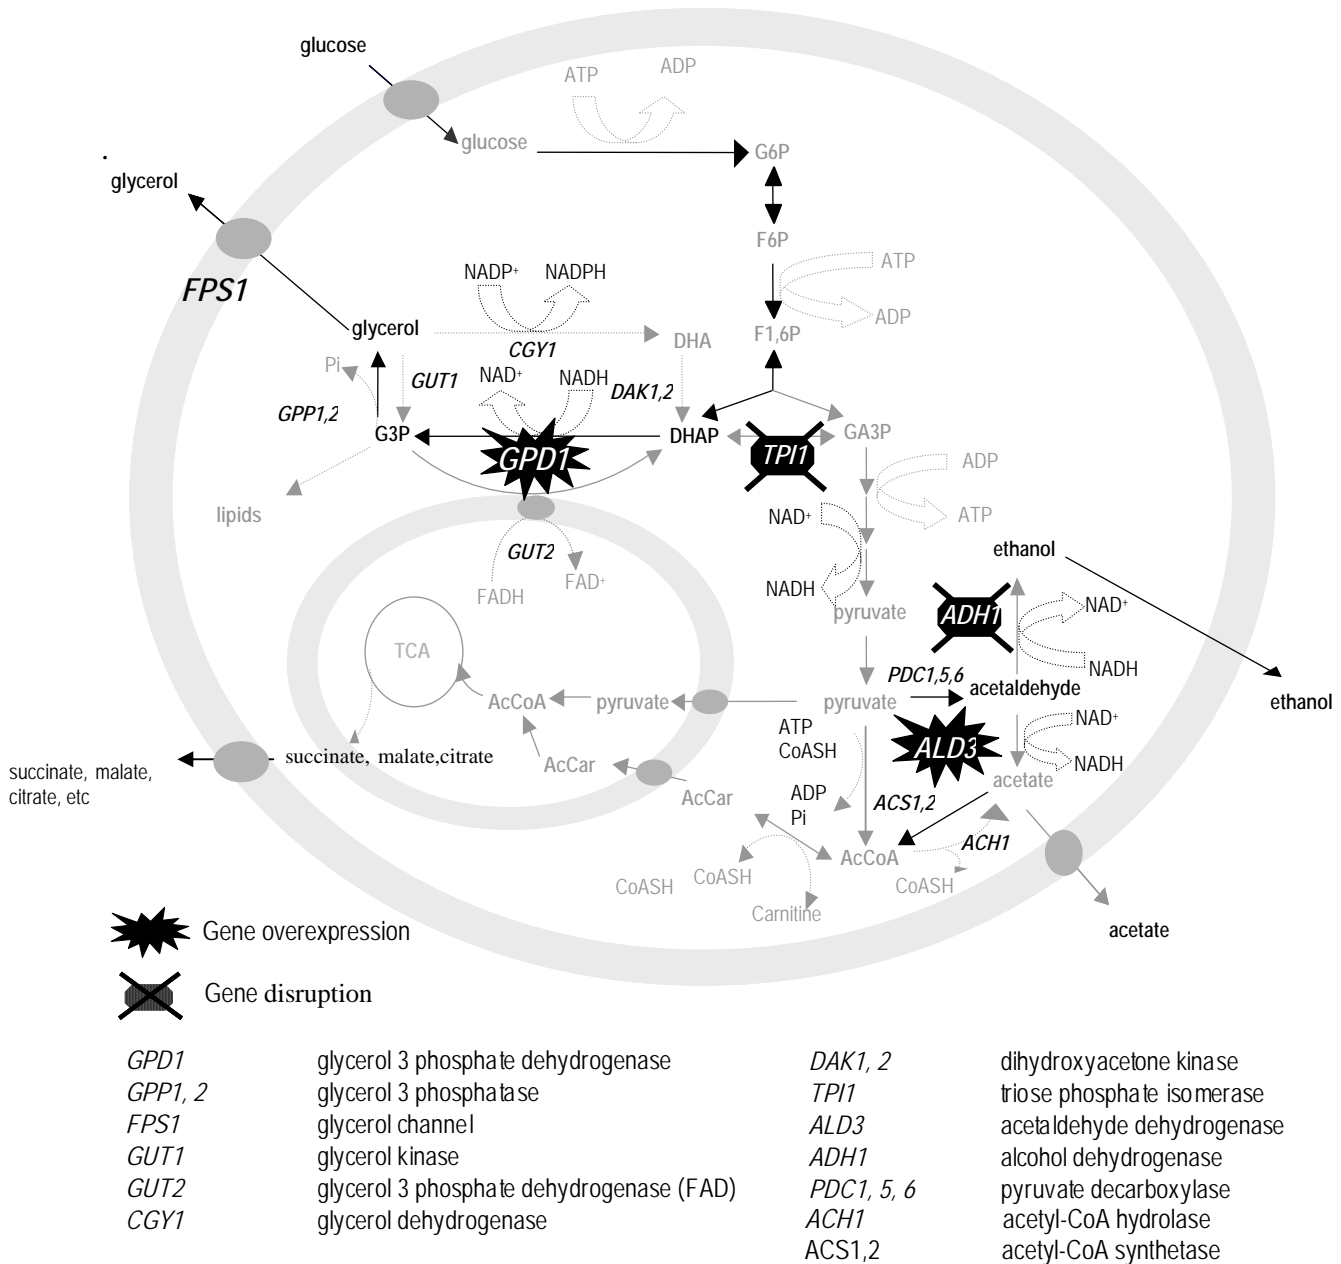 glucose
ATP
ADP
glucose
G6P
glycerol
F6P
ATP
NADP+
NADPH
FPS1
ADP
glycerol
DHA
F1,6P
CGY1
Pi
GUT1
NAD+
NADH
DAK1,2
GPP1,2
G3P
DHAP
GA3P
GPD1
TPI1
ADP
lipids
NAD+
ATP
GUT2
ethanol
FADH
FAD+
NADH
pyruvate
ADH1
NAD+
TCA
NADH
PDC1,5,6
acetaldehyde
AcCoA
pyruvate
pyruvate
ethanol
ATP
CoASH
ALD3
NAD+
succinate, malate,citrate
AcCar
NADH
succinate, malate,
citrate, etc
acetate
AcCar
ADP
Pi
ACS1,2
ACH1
AcCoA
CoASH
CoASH
CoASH
Carnitine
acetate
Gene overexpression
Gene disruption
GPD1 glycerol 3 phosphate dehydrogenase
GPP1, 2 glycerol 3 phosphatase
FPS1 glycerol channel
GUT1 glycerol kinase
GUT2 glycerol 3 phosphate dehydrogenase (FAD)
CGY1 glycerol dehydrogenase
DAK1, 2 dihydroxyacetone kinase
TPI1 triose phosphate isomerase
ALD3 acetaldehyde dehydrogenase
ADH1 alcohol dehydrogenase
PDC1, 5, 6 pyruvate decarboxylase
ACH1 acetyl-CoA hydrolase
ACS1,2 acetyl-CoA synthetase